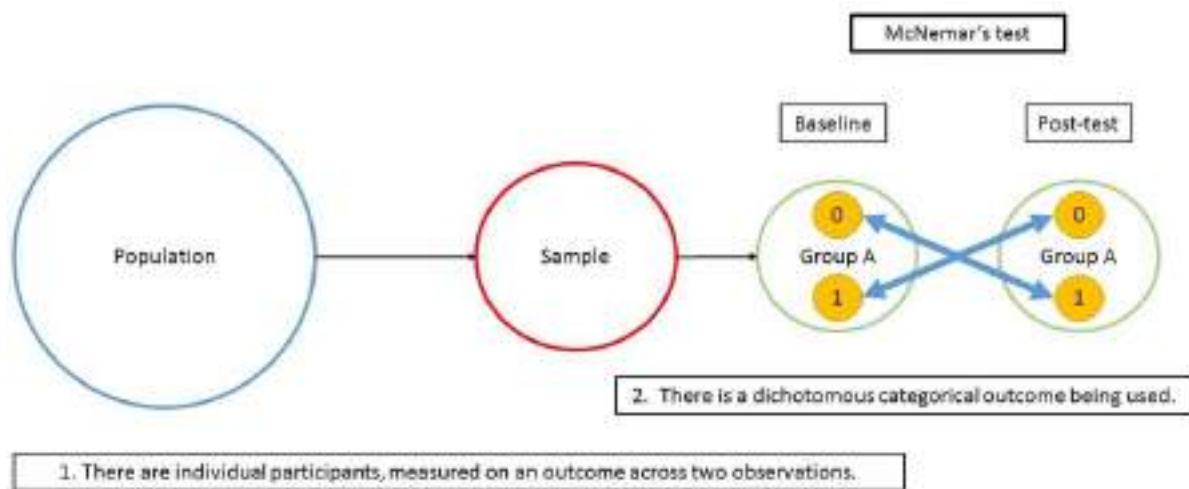 McNemar's test
Baseline
Post-test
Population
Sample
0
Group A
1
0
Group A
1
2. There is a dichotomous categorical outcome being used.
1. There are individual participants, measured on an outcome across two observations.